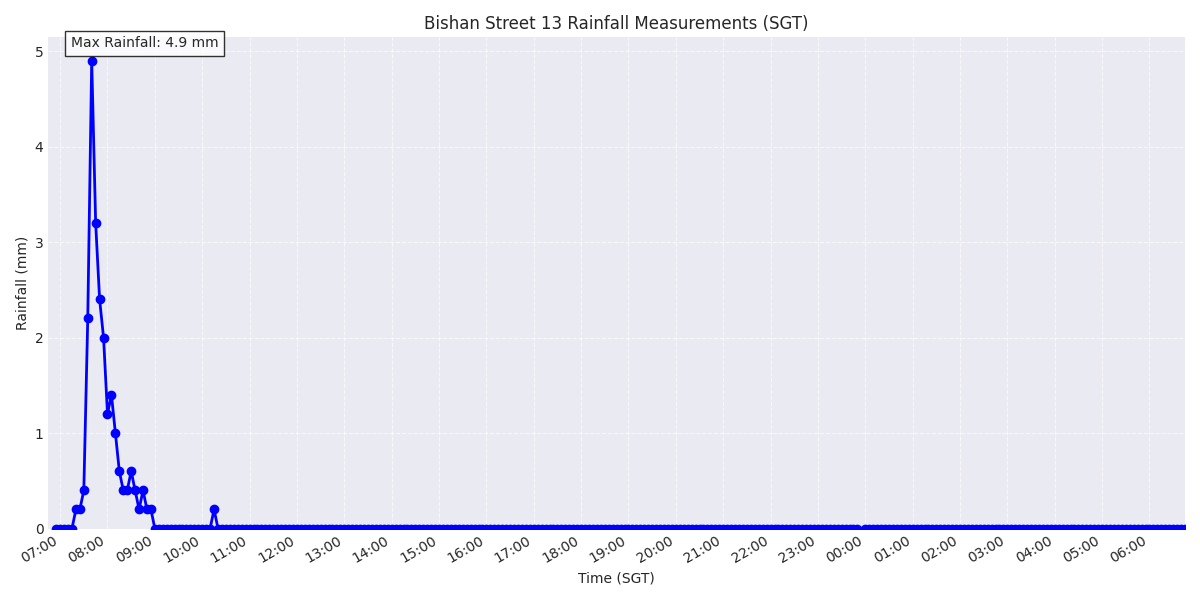 Bishan Street 13 Rainfall Measurements (SGT)
Max Rainfall: 4.9 mm
5
4
3
2
1
0
Rainfall (mm)
07:00 08:00 09:00 10:00 11:00 12:00 13:00 14:00 15:00 16:00 17:00 18:00 19:00 20:00 21:00 22:00 23:00 00:00 01:00 02:00 03:00 04:00 05:00 06:00
Time (SGT)